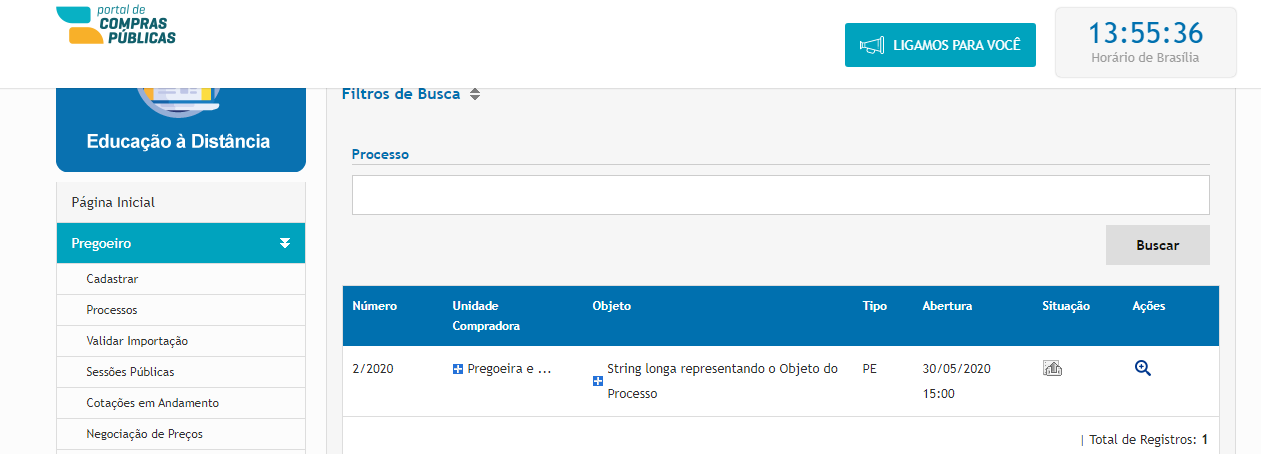 portal de
COMPRAS
PÚBLICAS
LIGAMOS PARA VOCÊ
13:55:36
Horário de Brasília
Educação à Distância
Página Inicial
Pregoeiro
Cadastrar
Processos
Validar Importação
Sessões Públicas
Cotações em Andamento
Negociação de Preços
Filtros de Busca
Processo
Buscar
Número Unidade Compradora Objeto Tipo Abertura Situação Ações
2/2020 Pregoeira e ... String longa representando o Objeto do Processo PE 30/05/2020 15:00
| Total de Registros: 1